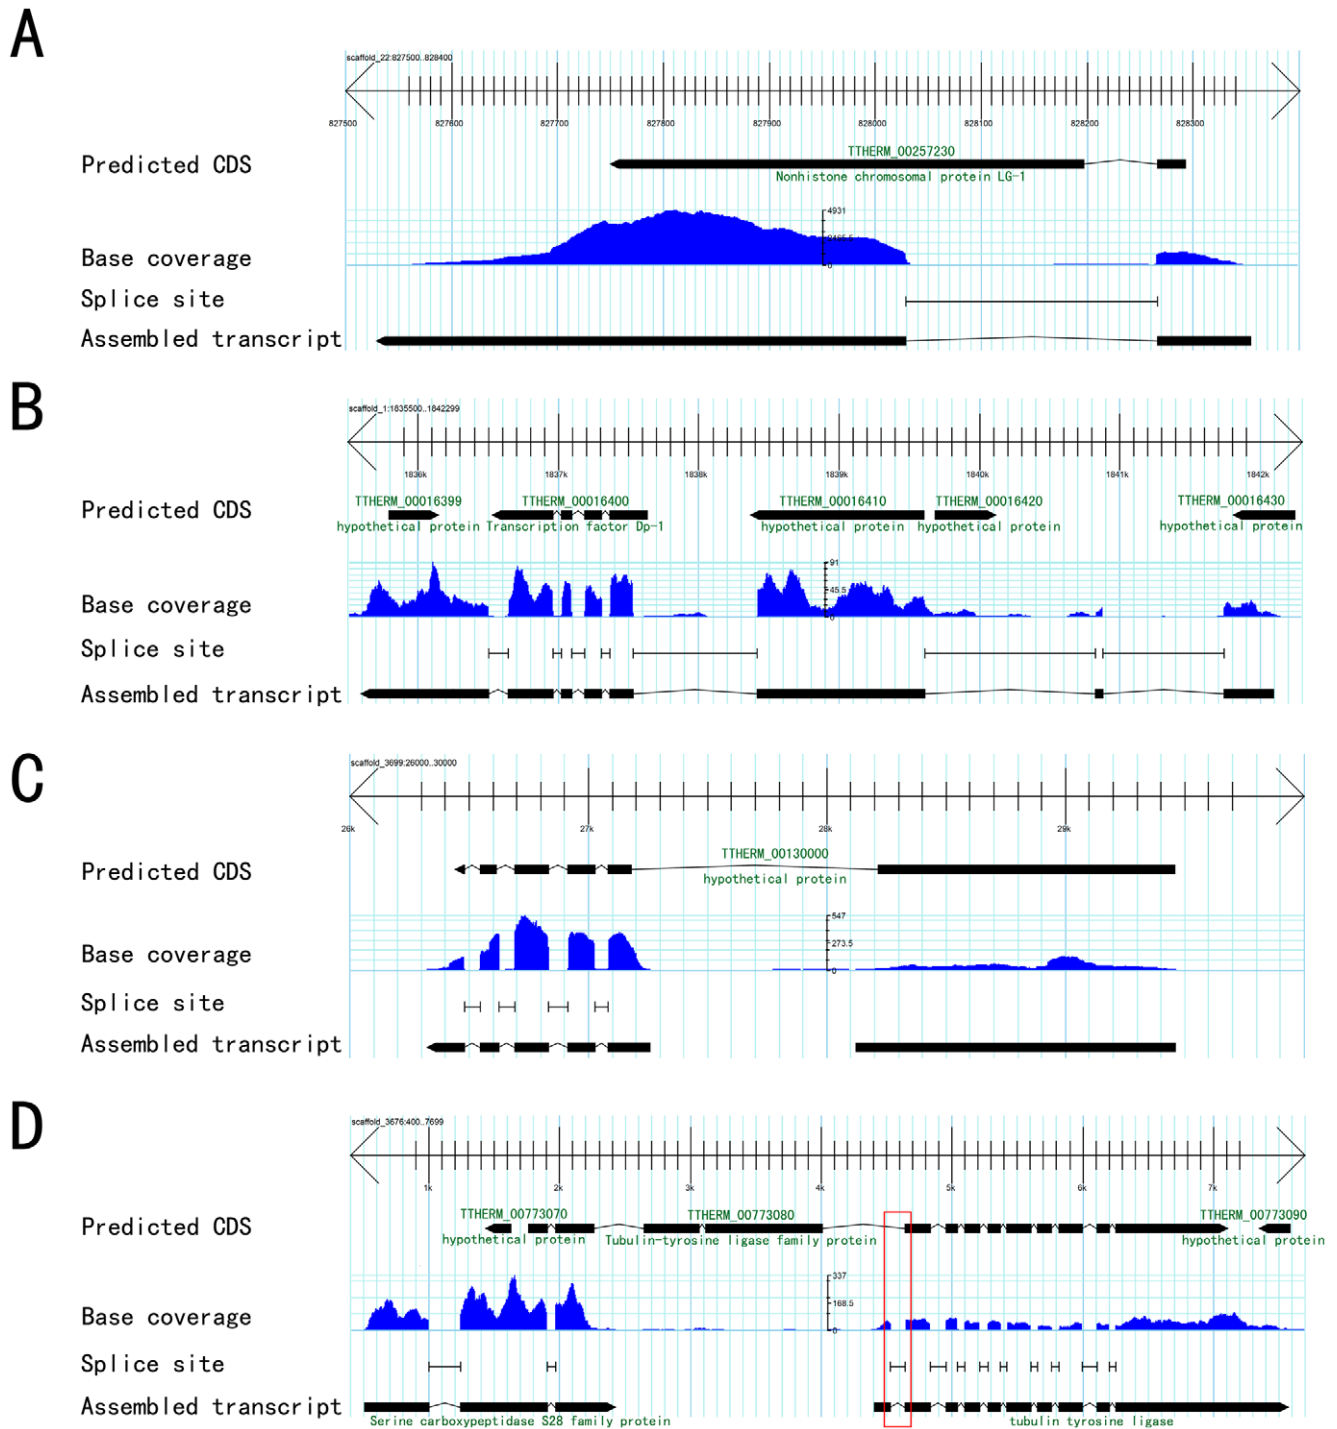 A
scaffold_22:827500..828400
827500 827600 827700 827800 827900 828000 828100 828200 828300
Predicted CDS
TTHERM_00257230
Nonhistone chromosomal protein LG-1
4931
2465.5
0
Base coverage
Splice site
Assembled transcript
B
scaffold_1:1835500..1842299
1836k 1837k 1838k 1839k 1840k 1841k 1842k
Predicted CDS
TTHERM_00016399 TTHERM_00016400 TTHERM_00016410 TTHERM_00016420 TTHERM_00016430
hypothetical protein Transcription factor Dp-1 hypothetical protein hypothetical protein hypothetical protein
91
45.5
0
Base coverage
Splice site
Assembled transcript
C
scaffold_3699:26000..30000
26k 27k 28k 29k
Predicted CDS
TTHERM_00130000
hypothetical protein
547
273.5
0
Base coverage
Splice site
Assembled transcript
D
scaffold_3676:400..7699
1k 2k 3k 4k 5k 6k 7k
Predicted CDS
TTHERM_00773070 TTHERM_00773080 TTHERM_00773090
hypothetical protein Tubulin-tyrosine ligase family protein hypothetical protein
337
168.5
0
Base coverage
Splice site
Assembled transcript
Serine carboxypeptidase S28 family protein tubulin tyrosine ligase